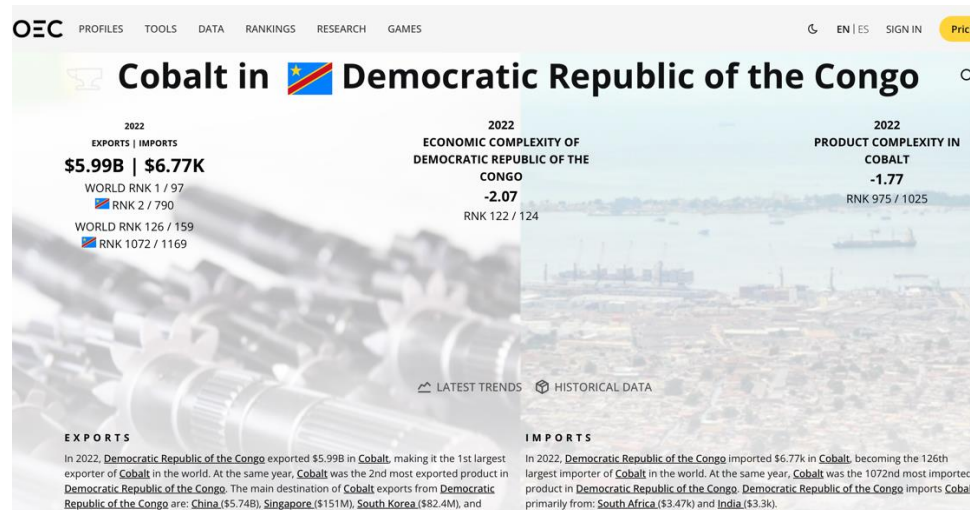 OEC PROFILES TOOLS DATA RANKINGS RESEARCH GAMES EN | ES SIGN IN Pric
Cobalt in Democratic Republic of the Congo
2022
EXPORTS | IMPORTS
$5.99B | $6.77K
WORLD RNK 1 / 97
RNK 2 / 790
WORLD RNK 126 / 159
RNK 1072 / 1169
2022
ECONOMIC COMPLEXITY OF
DEMOCRATIC REPUBLIC OF THE
CONGO
-2.07
RNK 122 / 124
2022
PRODUCT COMPLEXITY IN
COBALT
-1.77
RNK 975 / 1025
LATEST TRENDS HISTORICAL DATA
EXPORTS
In 2022, Democratic Republic of the Congo exported $5.99B in Cobalt, making it the 1st largest
exporter of Cobalt in the world. At the same year, Cobalt was the 2nd most exported product in
Democratic Republic of the Congo. The main destination of Cobalt exports from Democratic
Republic of the Congo are: China ($5.74B), Singapore ($151M), South Korea ($82.4M), and
IMPORTS
In 2022, Democratic Republic of the Congo imported $6.77k in Cobalt, becoming the 126th
largest importer of Cobalt in the world. At the same year, Cobalt was the 1072nd most imported
product in Democratic Republic of the Congo. Democratic Republic of the Congo imports Cobal
primarily from: South Africa ($3.47k) and India ($3.3k).